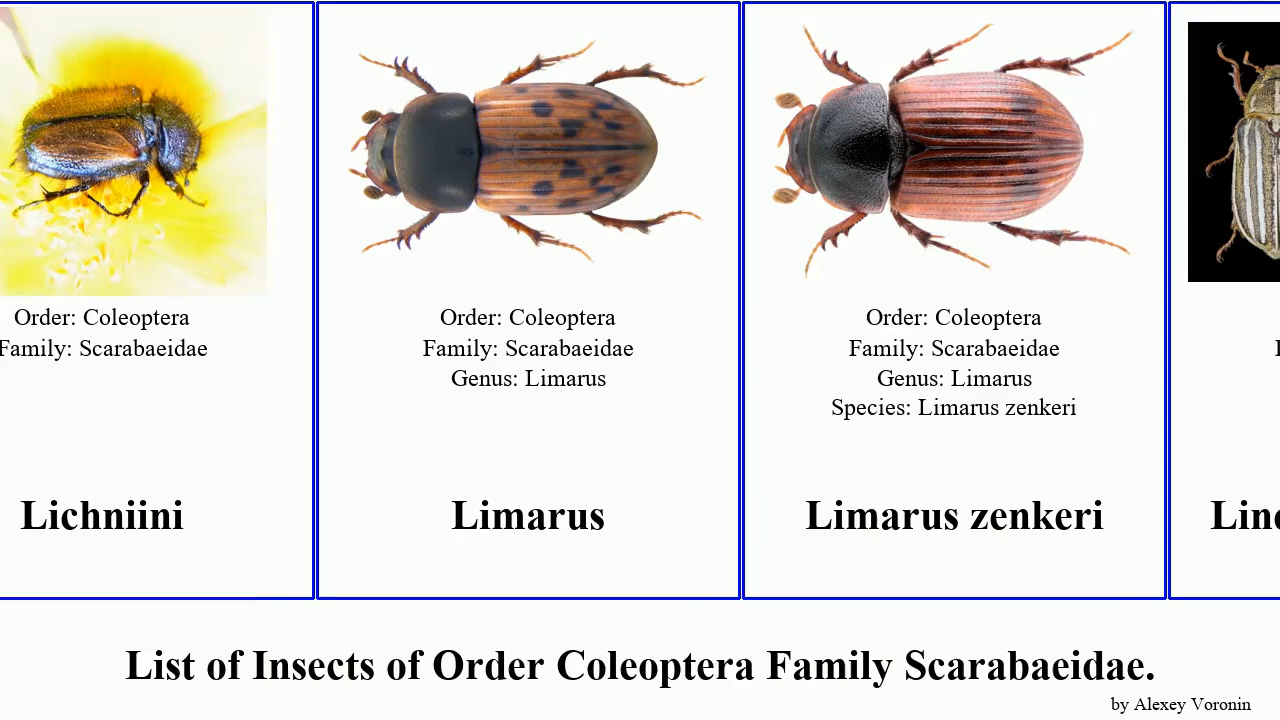 Order: Coleoptera
Family: Scarabaeidae
Lichniini
Order: Coleoptera
Family: Scarabaeidae
Genus: Limarus
Limarus
Order: Coleoptera
Family: Scarabaeidae
Genus: Limarus
Species: Limarus zenkeri
Limarus zenkeri
List of Insects of Order Coleoptera Family Scarabaeidae.
by Alexey Voronin